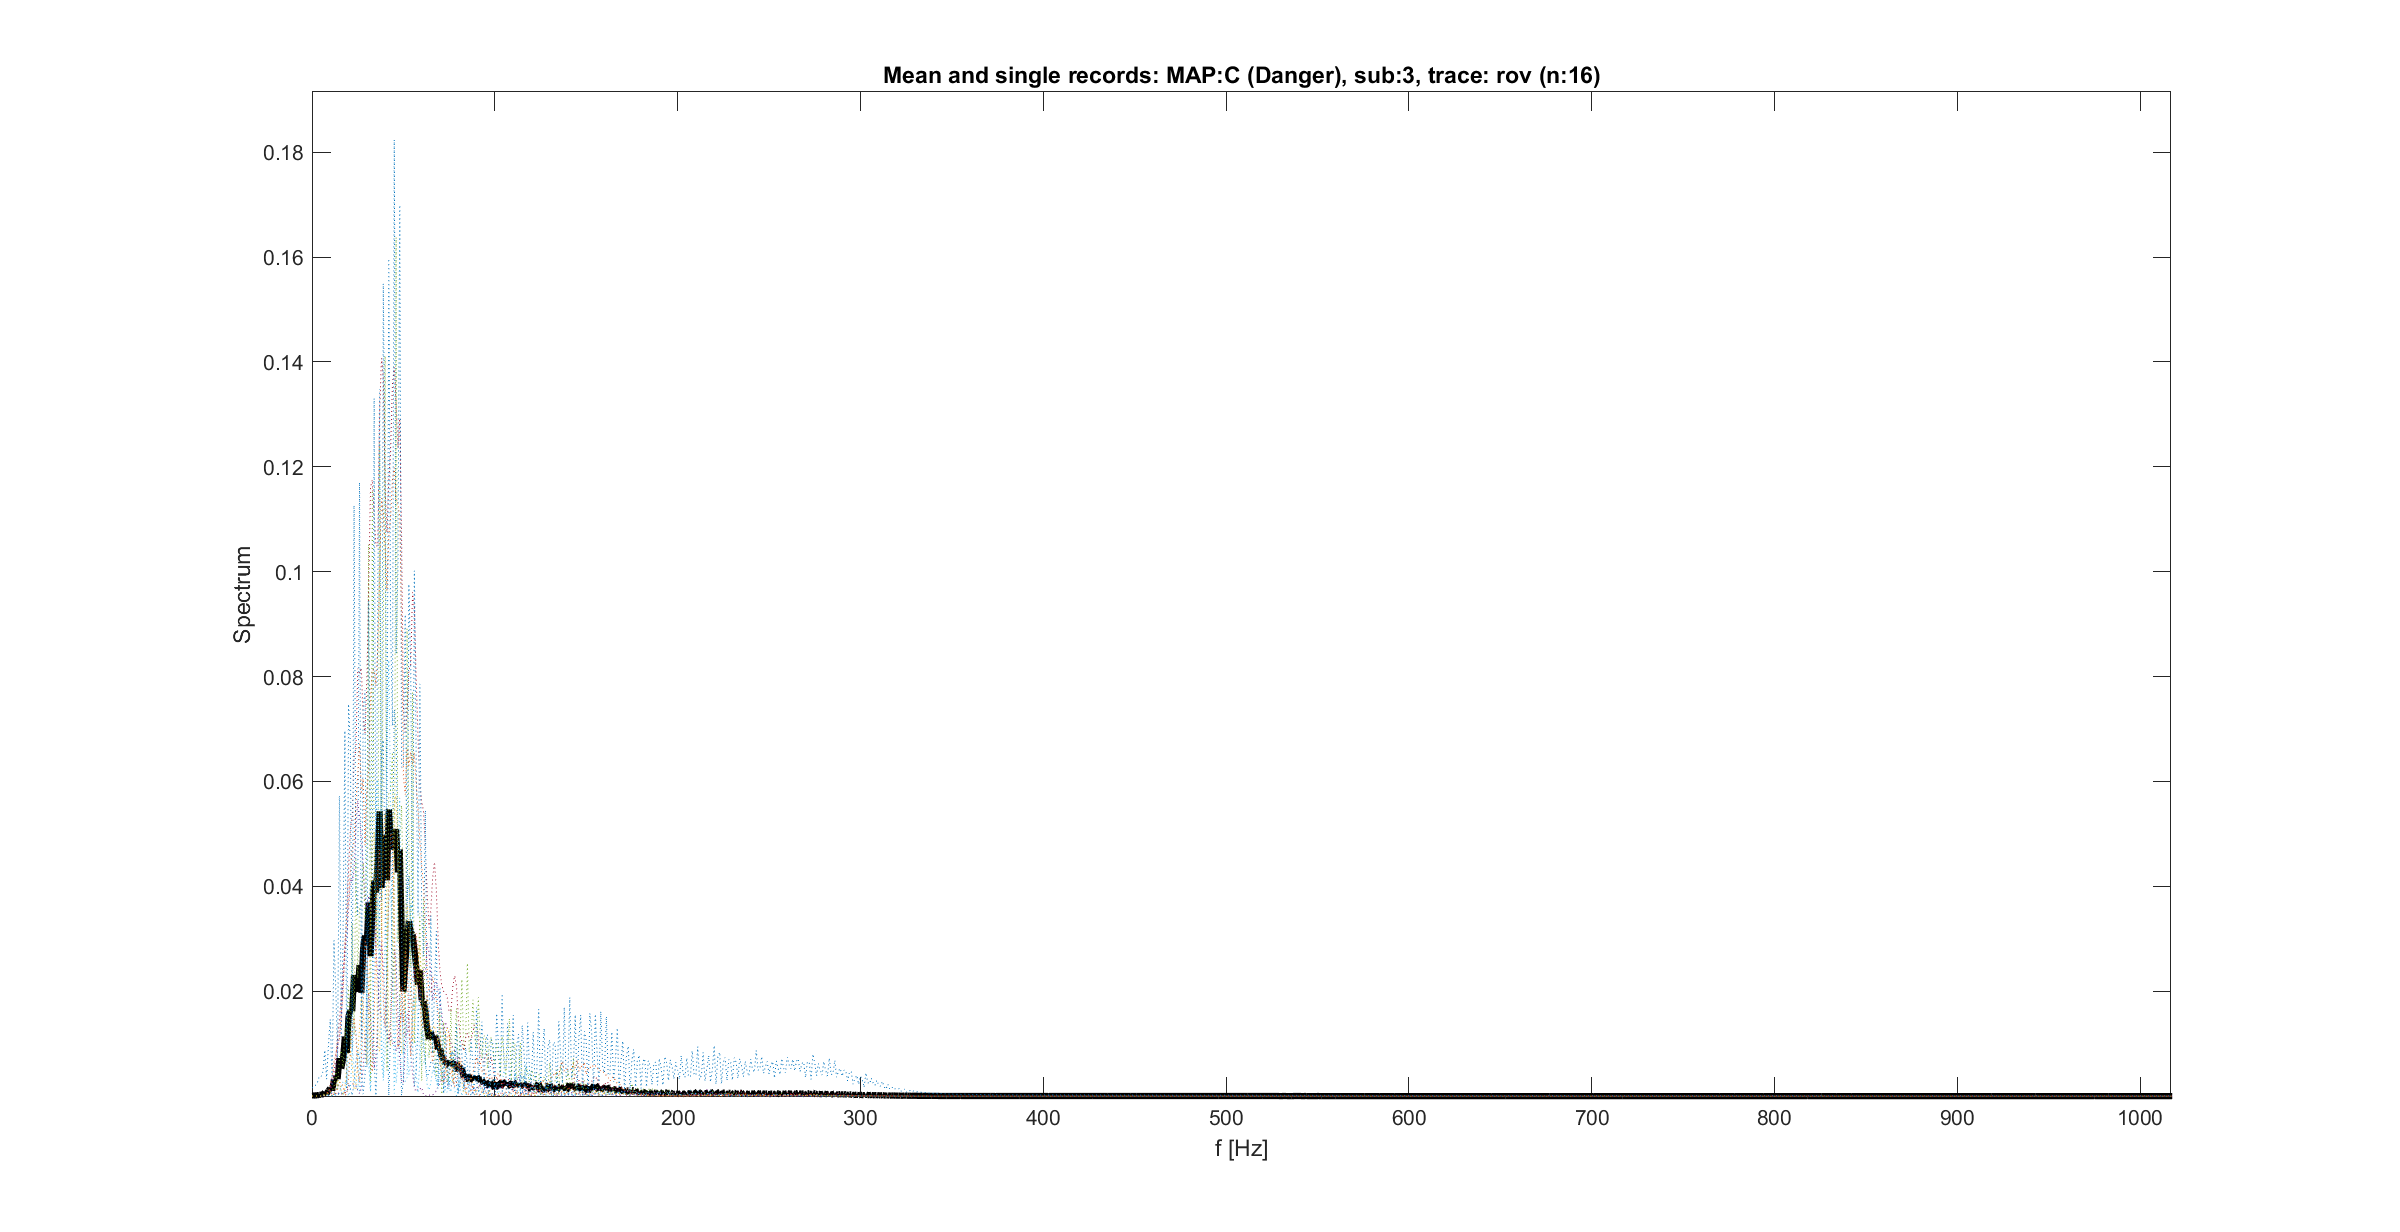 Mean and single records: MAP:C (Danger), sub:3, trace: rov (n:16)
0.18
0.16
0.14
0.12
0.1
0.08
0.06
0.04
0.02
Spectrum
0 100 200 300 400 500 600 700 800 900 1000
f [Hz]